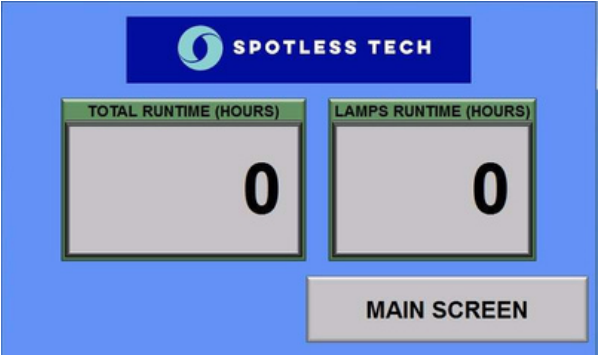 SPOTLESS TECH
TOTAL RUNTIME (HOURS)
LAMPS RUNTIME (HOURS)
0
0
MAIN SCREEN